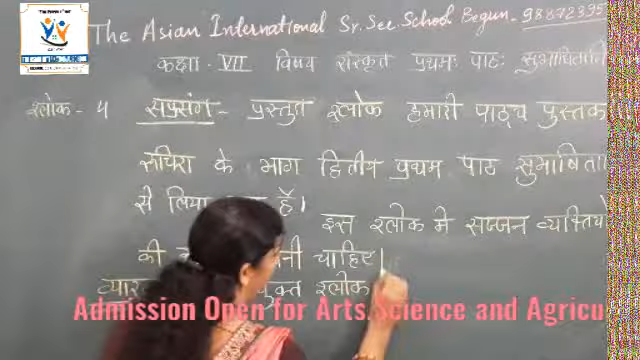 The Asian International Sr. Sec. School Begun - 98872395
कक्षा - VII विषय संस्कृत प्रथमः पाठः सुभाषितानि
श्लोक - 4 सप्रसंग - प्रस्तुत श्लोक हमारी पाठ्य पुस्तक
रुचिरा के भाग द्वितीय प्रथम पाठ सुभाषिता
से लिया है।
इस श्लोक मे सज्जन व्यक्तियो
की नी चाहिए।
श्लोक
Admission Open for Arts Science and Agricu